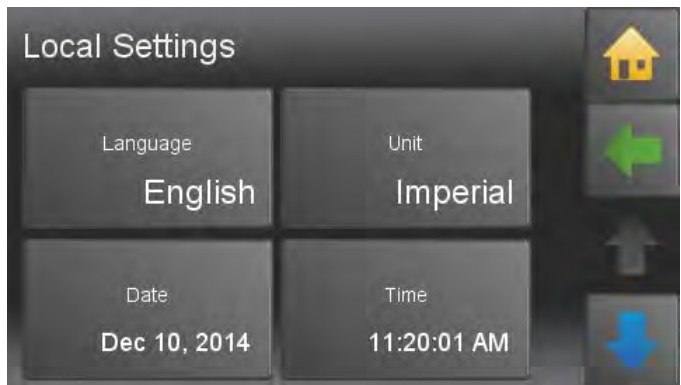 Local Settings
Language
English
Unit
Imperial
Date
Dec 10, 2014
Time
11:20:01 AM